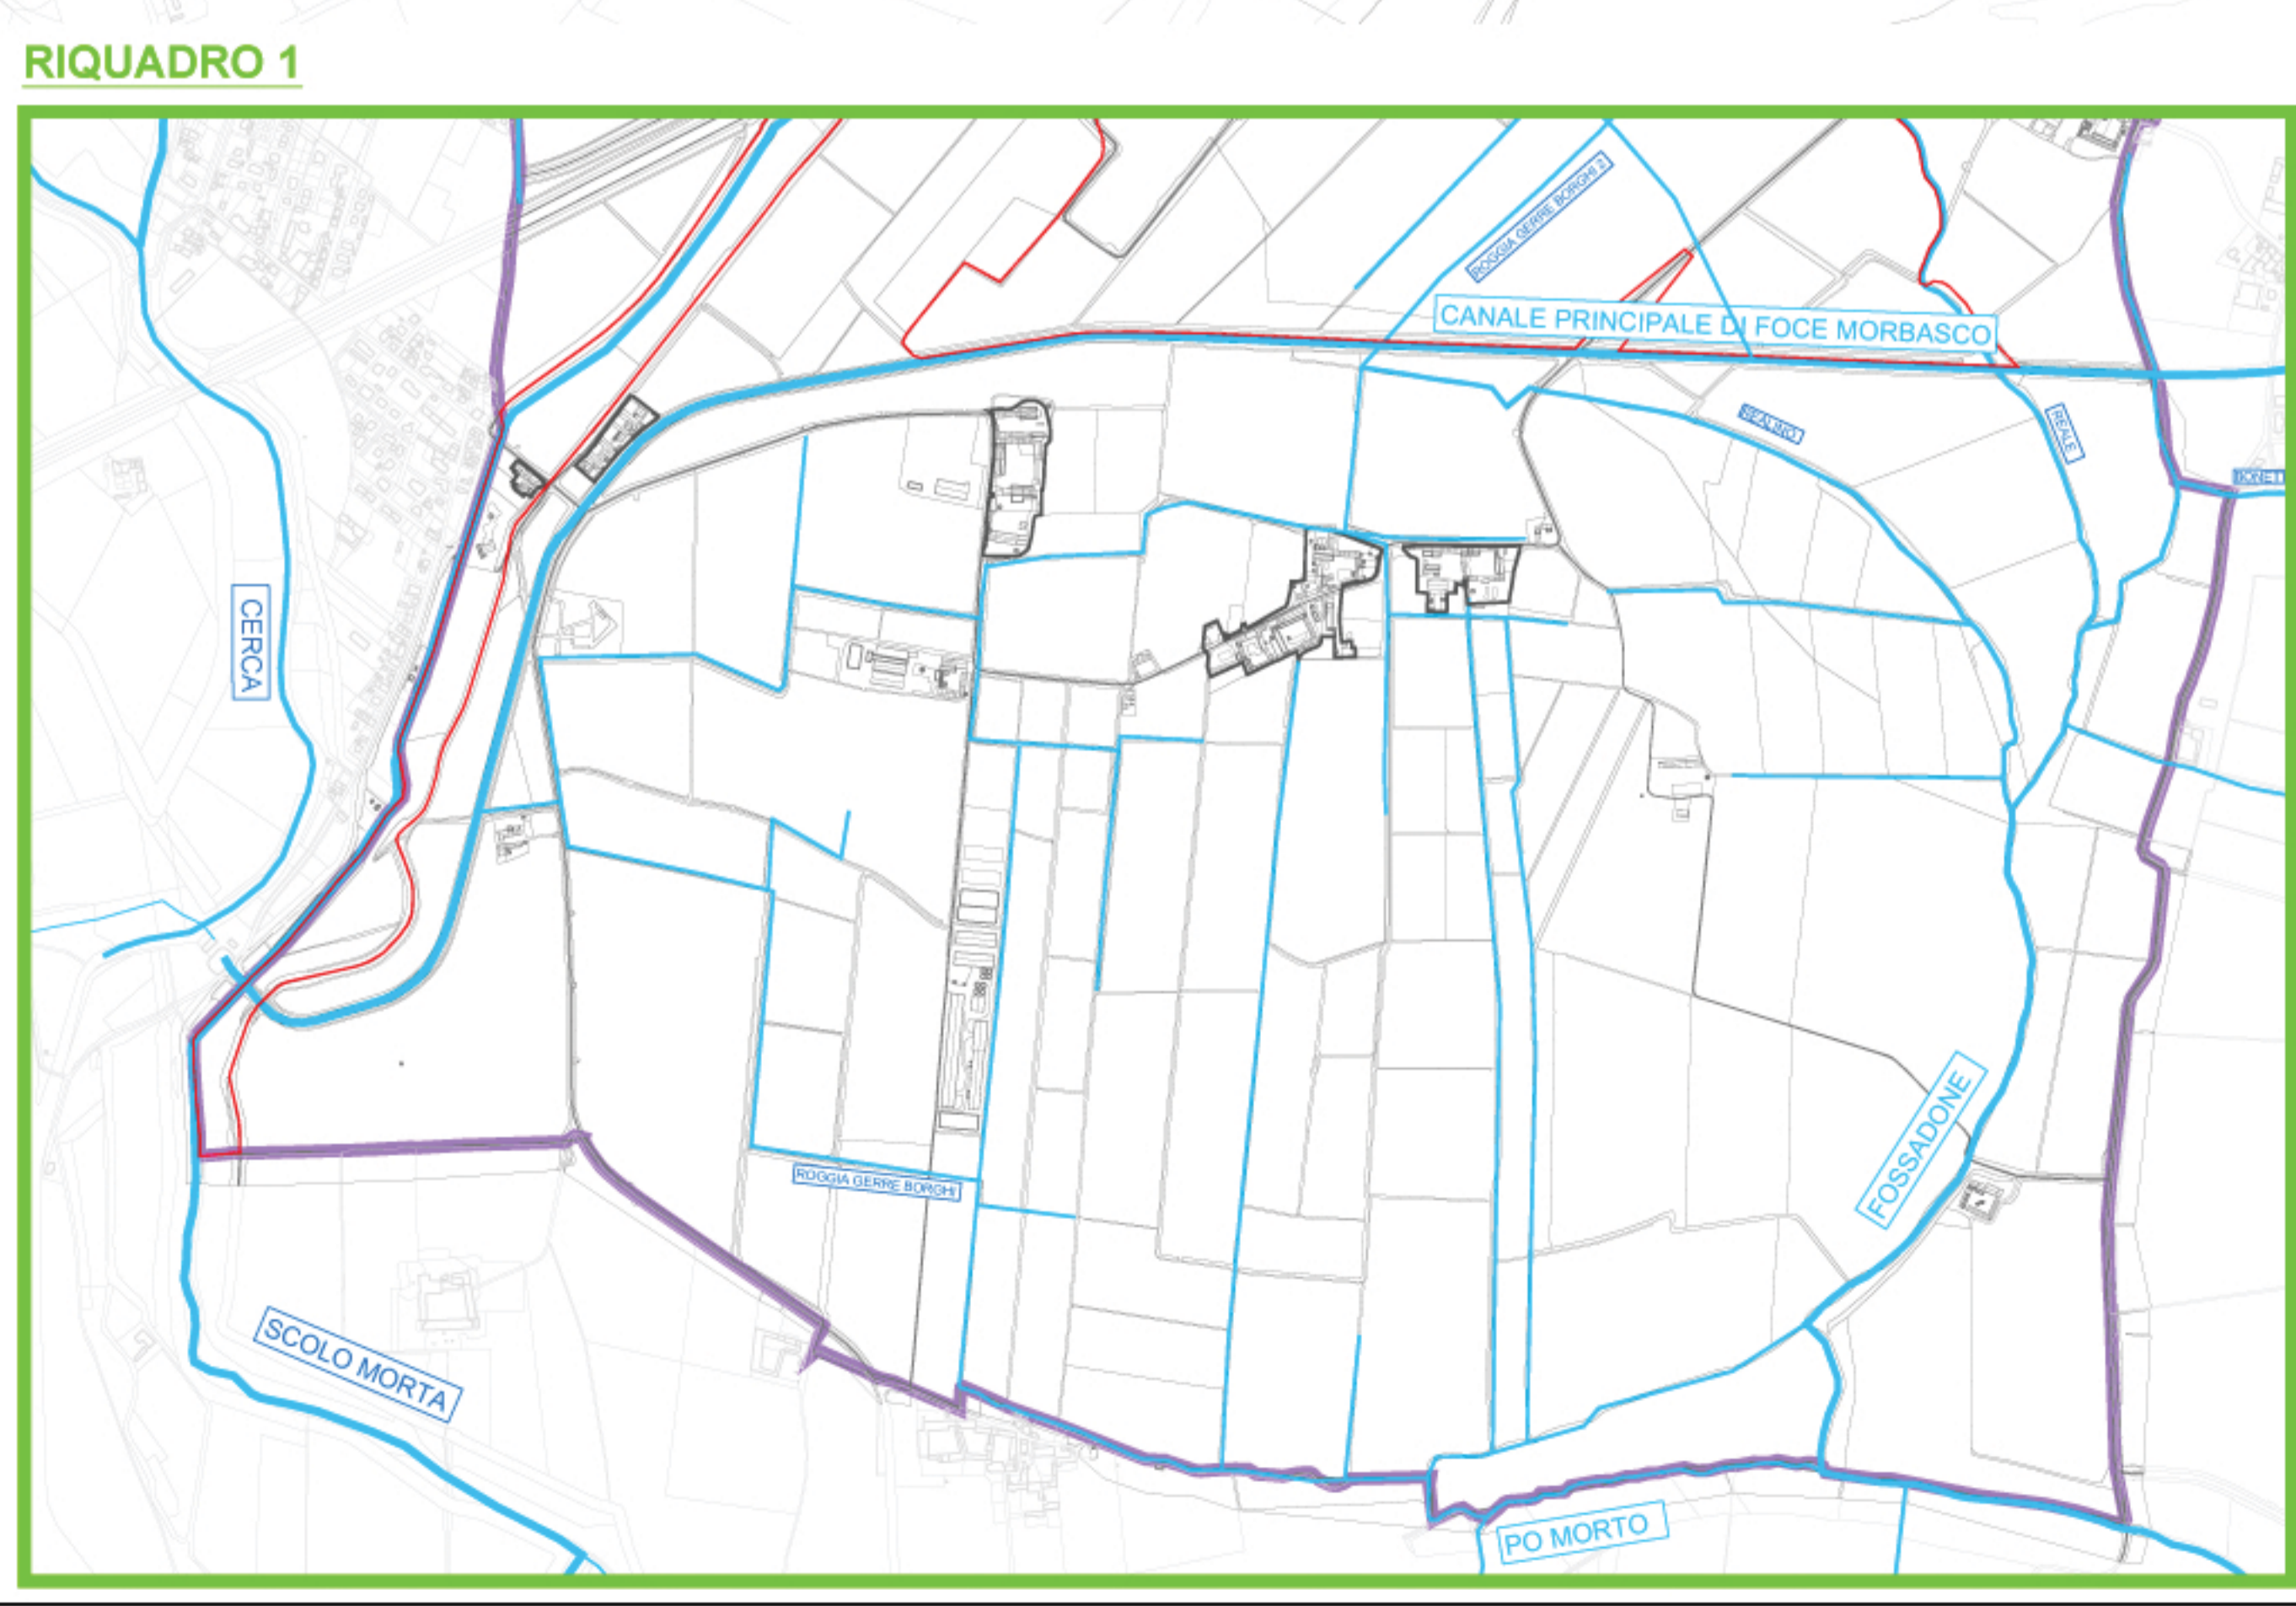 RIQUADRO 1
ROGGIA GERRE BORGHI 2
CANALE PRINCIPALE DI FOCE MORBASCO
REALINO
REALE
CERCA
ROGGIA GERRE BORGHI
FOSSADONE
SCOLO MORTA
PO MORTO